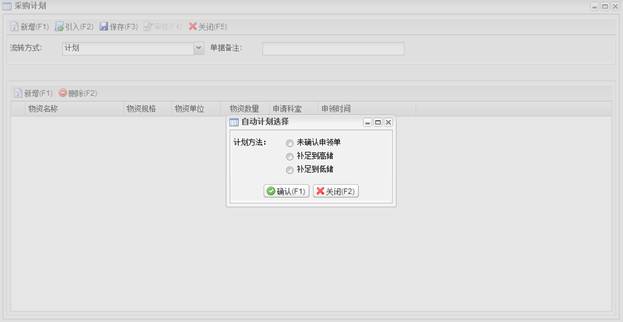 采购计划
新增(F1) 引入(F2) 保存(F3) 审核(F4) 关闭(F5)
流转方式： 计划 单据备注：
新增(F1) 删除(F2)
物资名称 物资规格 物资单位 物资数量 申请科室 申领时间
自动计划选择
计划方法： 未确认申领单
补足到高储
补足到低储
确认(F1) 关闭(F2)